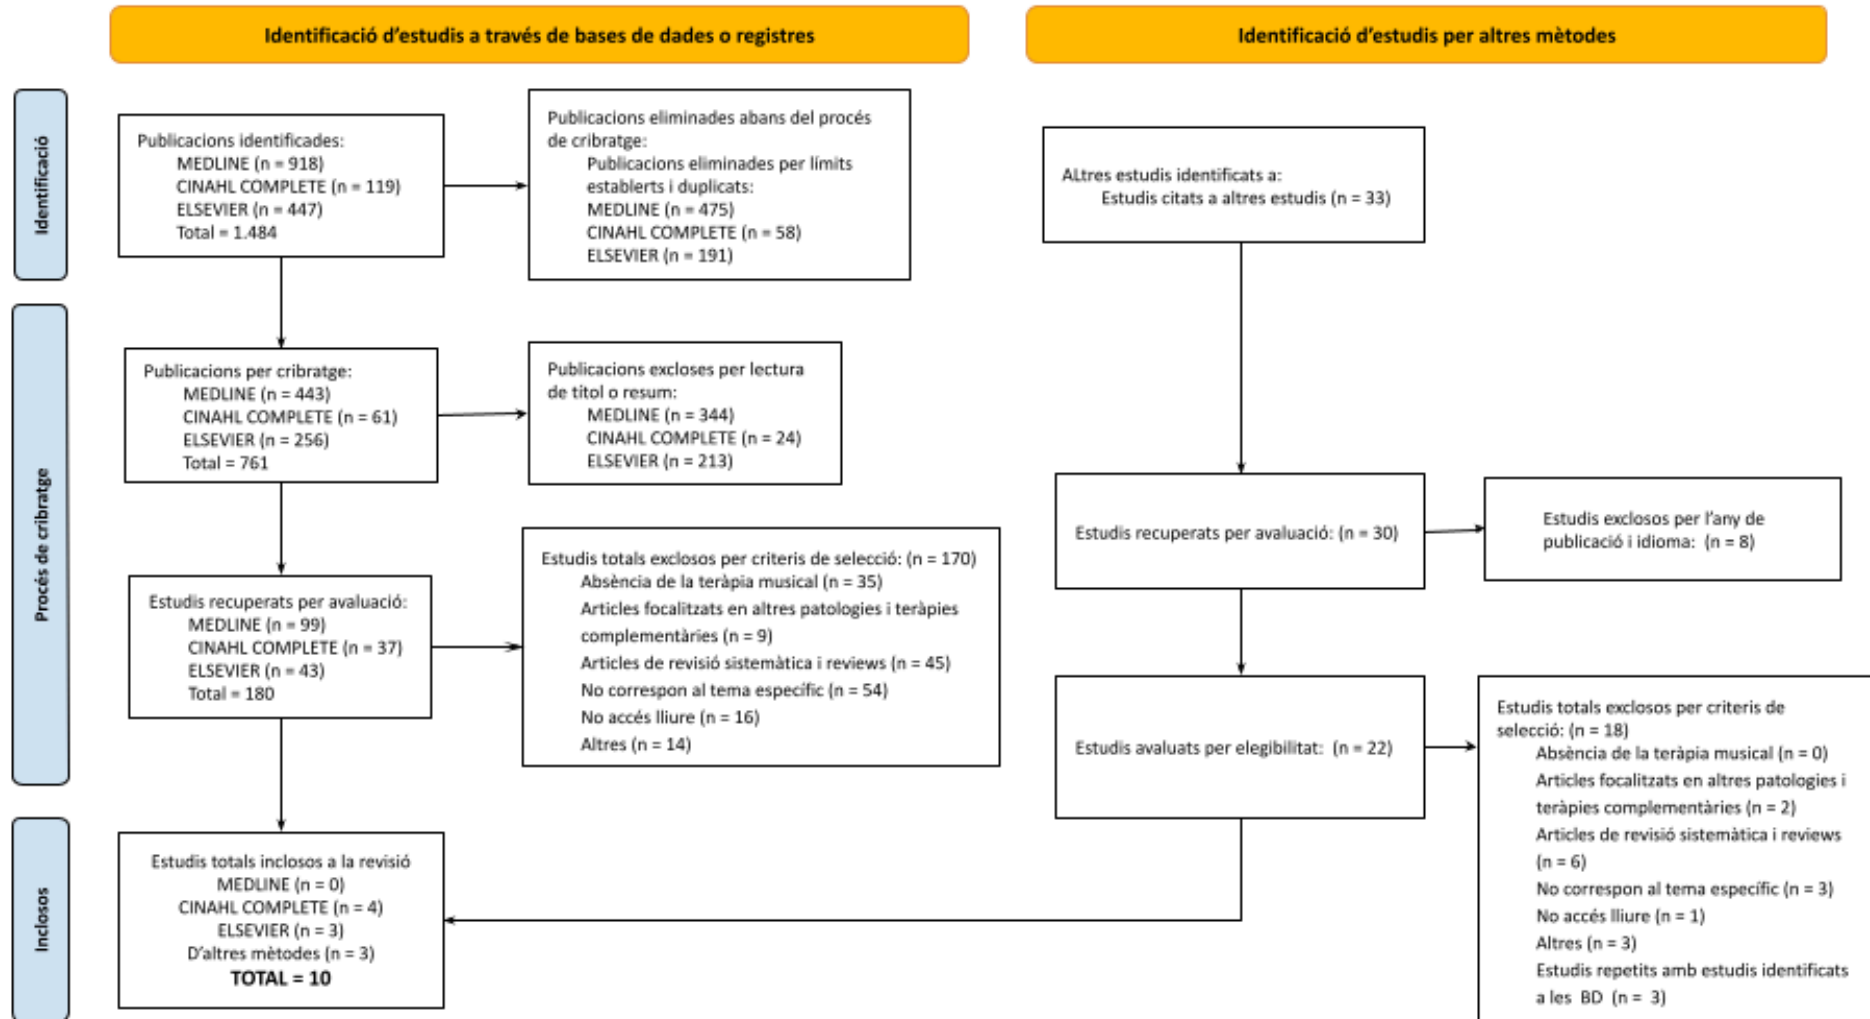 Identificació d'estudis a través de bases de dades o registres
Identificació d'estudis per altres mètodes
Identificació
Publicacions identificades:
MEDLINE (n = 918)
CINAHL COMPLETE (n = 119)
ELSEVIER (n = 447)
Total = 1.484
Publicacions eliminades abans del procés
de cribratge:
Publicacions eliminades per límits
establerts i duplicats:
MEDLINE (n = 475)
CINAHL COMPLETE (n = 58)
ELSEVIER (n = 191)
ALtres estudis identificats a:
Estudis citats a altres estudis (n = 33)
Procés de cribratge
Publicacions per cribratge:
MEDLINE (n = 443)
CINAHL COMPLETE (n = 61)
ELSEVIER (n = 256)
Total = 761
Publicacions excloses per lectura
de títol o resum:
MEDLINE (n = 344)
CINAHL COMPLETE (n = 24)
ELSEVIER (n = 213)
Estudis recuperats per avaluació: (n = 30)
Estudis exclosos per l'any de
publicació i idioma: (n = 8)
Estudis recuperats per avaluació:
MEDLINE (n = 99)
CINAHL COMPLETE (n = 37)
ELSEVIER (n = 43)
Total = 180
Estudis totals exclosos per criteris de selecció: (n = 170)
Absència de la teràpia musical (n = 35)
Articles focalitzats en altres patologies i teràpies
complementàries (n = 9)
Articles de revisió sistemàtica i reviews (n = 45)
No correspon al tema específic (n = 54)
No accés lliure (n = 16)
Altres (n = 14)
Estudis avaluats per elegibilitat: (n = 22)
Estudis totals exclosos per criteris de
selecció: (n = 18)
Absència de la teràpia musical (n = 0)
Articles focalitzats en altres patologies i
teràpies complementàries (n = 2)
Articles de revisió sistemàtica i reviews
(n = 6)
No correspon al tema específic (n = 3)
No accés lliure (n = 1)
Altres (n = 3)
Estudis repetits amb estudis identificats
a les BD (n = 3)
Inclosos
Estudis totals inclosos a la revisió
MEDLINE (n = 0)
CINAHL COMPLETE (n = 4)
ELSEVIER (n = 3)
D'altres mètodes (n = 3)
TOTAL = 10